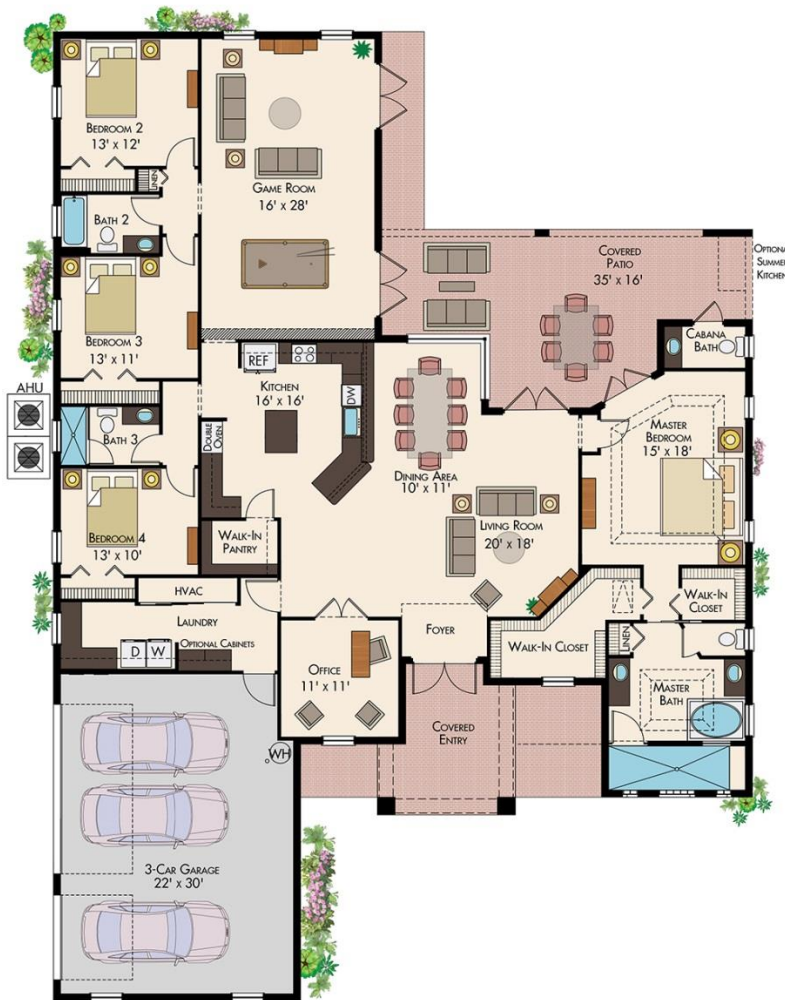 BEDROOM 2
13' x 12'
LINEN
BATH 2
GAME ROOM
16' x 28'
COVERED
PATIO
35' x 16'
OPTIONAL
SUMMER
KITCHEN
BEDROOM 3
13' x 11'
CABANA
BATH
AHU
REF
KITCHEN
16' x 16'
DW
DOUBLE
OVEN
BATH 3
MASTER
BEDROOM
15' x 18'
DINING AREA
10' x 11'
BEDROOM 4
13' x 10'
WALK-IN
PANTRY
LIVING ROOM
20' x 18'
HVAC
LAUNDRY
OPTIONAL CABINETS
D
W
WALK-IN
CLOSET
FOYER
WALK-IN CLOSET
LINEN
OFFICE
11' x 11'
MASTER
BATH
COVERED
ENTRY
WH
3-CAR GARAGE
22' x 30'